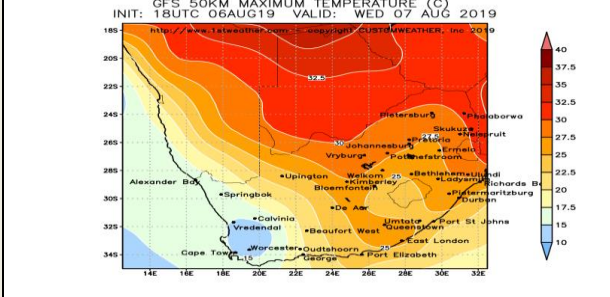 GFS 50KM MAXIMUM TEMPERATURE (C)
INIT: 18UTC 06AUG19 VALID: WED 07 AUG 2019
http://www.1stweather.com - copyright CUSTOMWEATHER, Inc 2019
18S
20S
22S
24S
26S
28S
30S
32S
34S
14E 16E 18E 20E 22E 24E 26E 28E 30E 32E
40
37.5
35
32.5
30
27.5
25
22.5
20
17.5
15
10
32.5
Pietersburg Phalaborwa
Skukuza
27.5 Nelspruit
30 Pretoria
Johannesburg
Ermelo
Vryburg Potchefstroom
Upington Welkom 25 Bethlehem Ulundi
Kimberley Ladysmith
Alexander Bay Bloemfontein Richards
Springbok Pietermaritzburg
Durban
De Aar
Calvinia Umtata Port St Johns
Vredendal Queenstown
Beaufort West
East London
Worcester Oudtshoorn 25
Cape Town 15 George Port Elizabeth